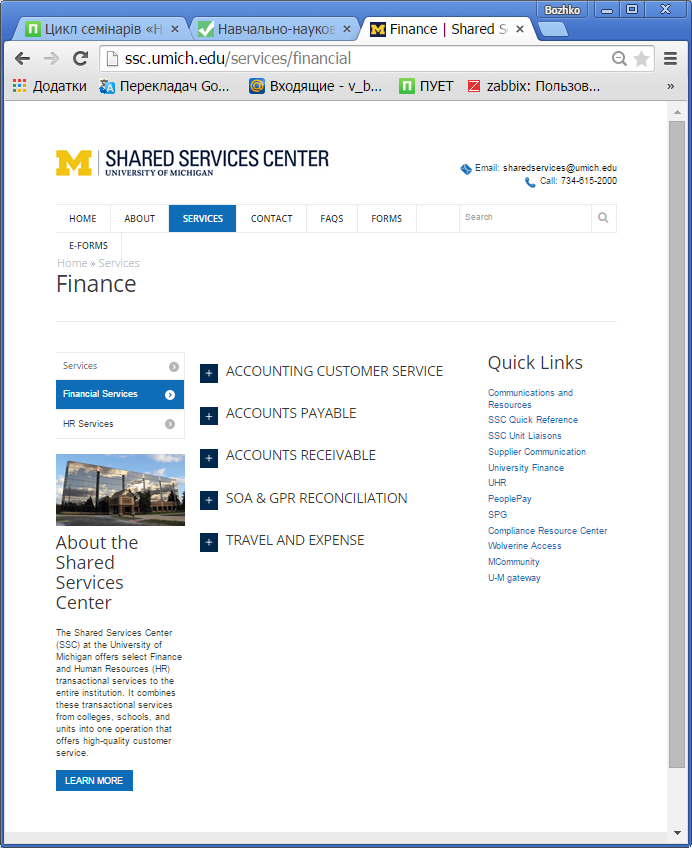 Bozhko
Цикл семінарів «Н
Навчально-науков
Finance | Shared S
ssc.umich.edu/services/financial
Додатки
Перекладач Go...
Входящие - v_b...
ПУЕТ
zabbix: Пользов...
»
M SHARED SERVICES CENTER
UNIVERSITY OF MICHIGAN
Email: sharedservices@umich.edu
Call: 734-615-2000
HOME ABOUT SERVICES CONTACT FAQS FORMS Search
E-FORMS
Home » Services
Finance
Services
Financial Services
HR Services
About the
Shared
Services
Center
The Shared Services Center
(SSC) at the University of
Michigan offers select Finance
and Human Resources (HR)
transactional services to the
entire institution. It combines
these transactional services
from colleges, schools, and
units into one operation that
offers high-quality customer
service.
LEARN MORE
+ ACCOUNTING CUSTOMER SERVICE
+ ACCOUNTS PAYABLE
+ ACCOUNTS RECEIVABLE
+ SOA & GPR RECONCILIATION
+ TRAVEL AND EXPENSE
Quick Links
Communications and
Resources
SSC Quick Reference
SSC Unit Liaisons
Supplier Communication
University Finance
UHR
PeoplePay
SPG
Compliance Resource Center
Wolverine Access
MCommunity
U-M gateway